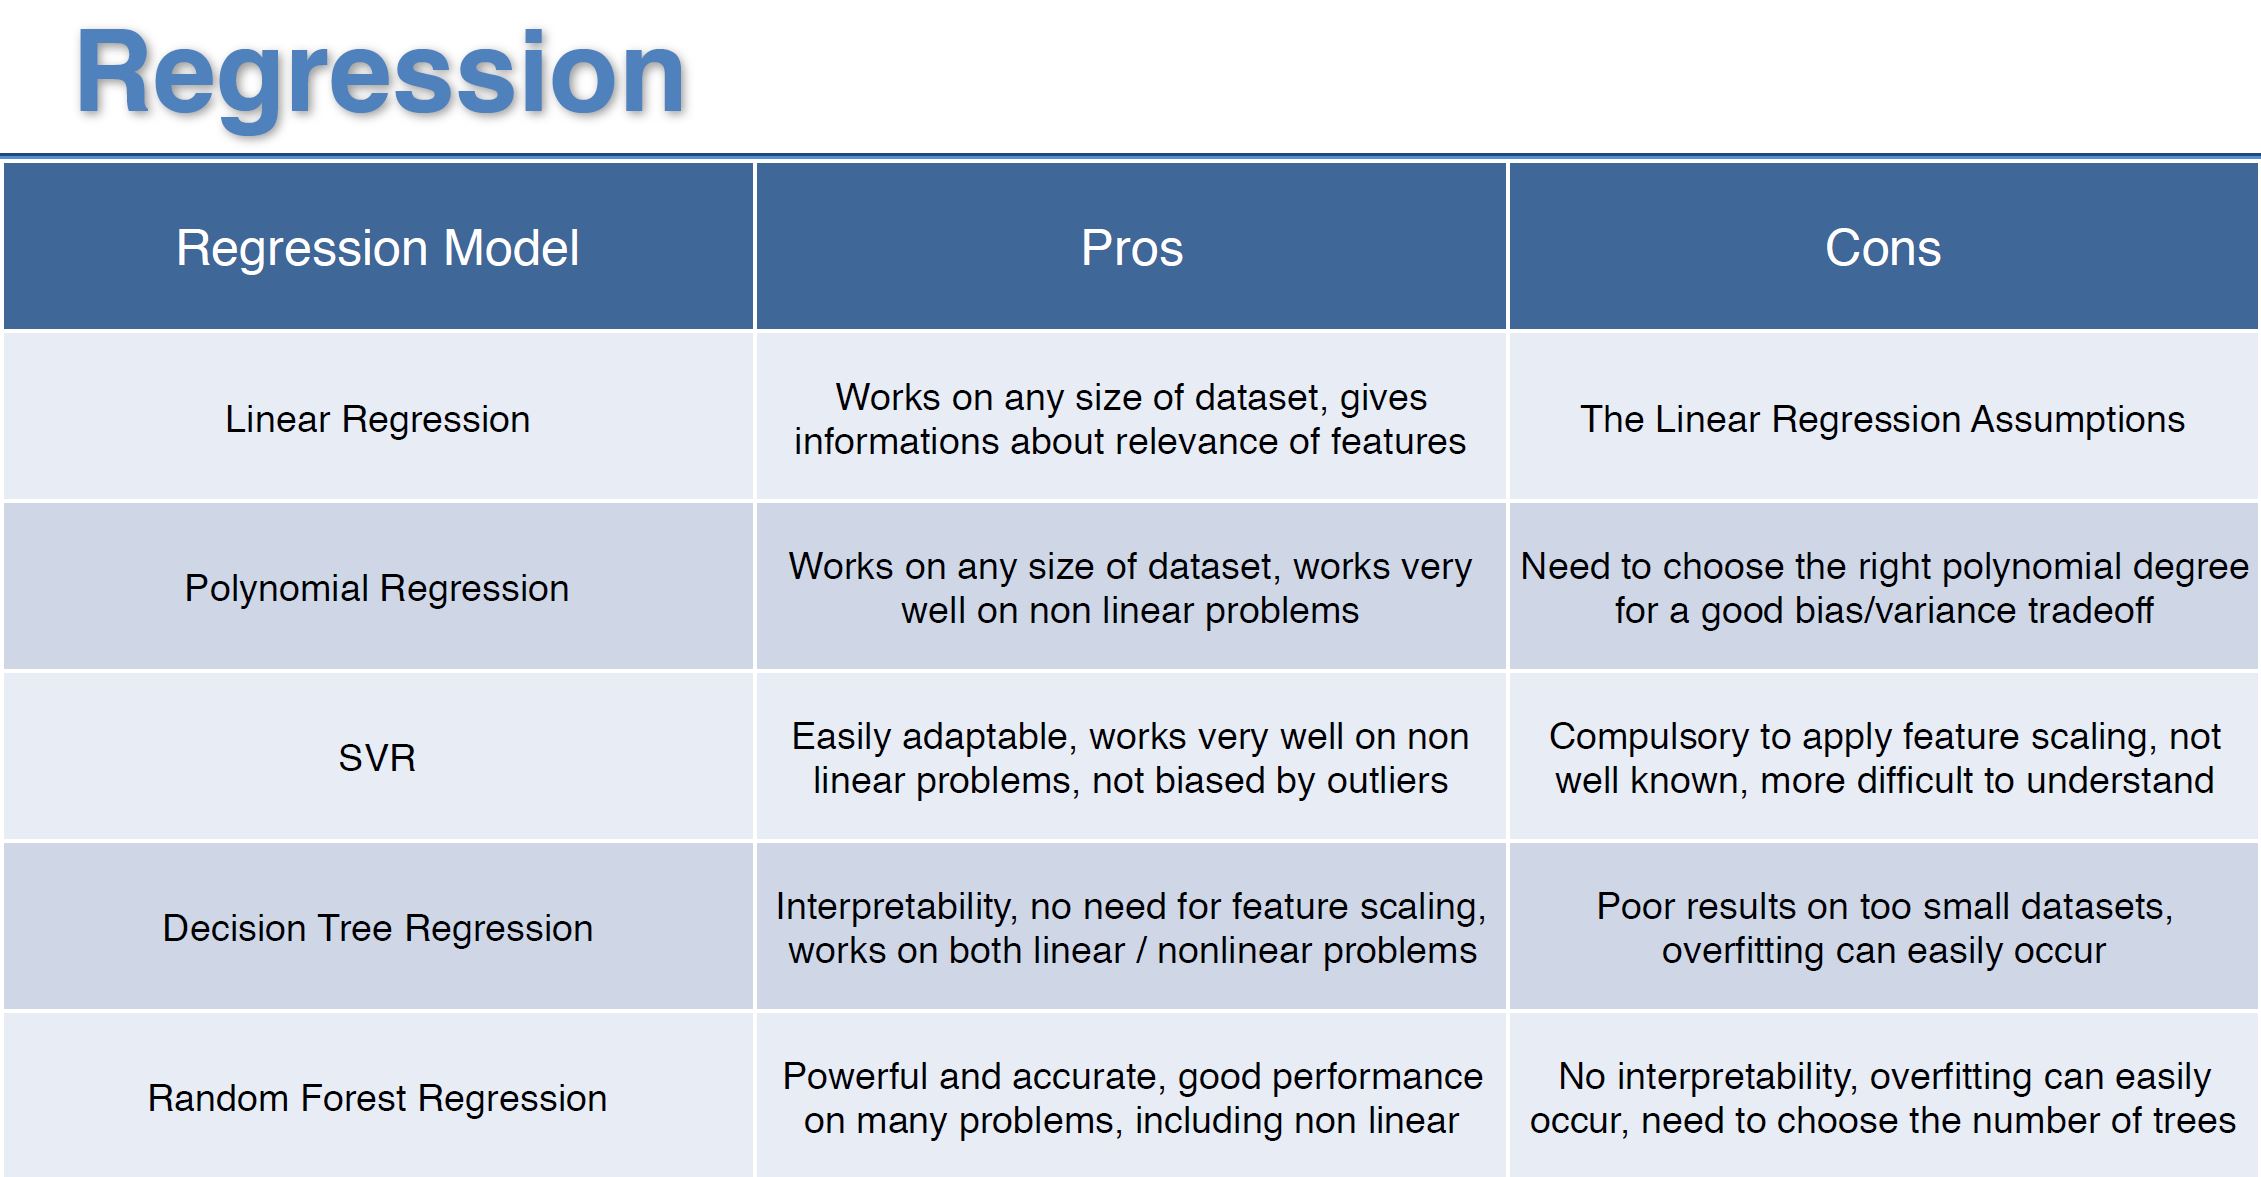 Regression
Regression Model
Pros
Cons
Linear Regression
Works on any size of dataset, gives
informations about relevance of features
The Linear Regression Assumptions
Polynomial Regression
Works on any size of dataset, works very
well on non linear problems
Need to choose the right polynomial degree
for a good bias/variance tradeoff
SVR
Easily adaptable, works very well on non
linear problems, not biased by outliers
Compulsory to apply feature scaling, not
well known, more difficult to understand
Decision Tree Regression
Interpretability, no need for feature scaling,
works on both linear / nonlinear problems
Poor results on too small datasets,
overfitting can easily occur
Random Forest Regression
Powerful and accurate, good performance
on many problems, including non linear
No interpretability, overfitting can easily
occur, need to choose the number of trees